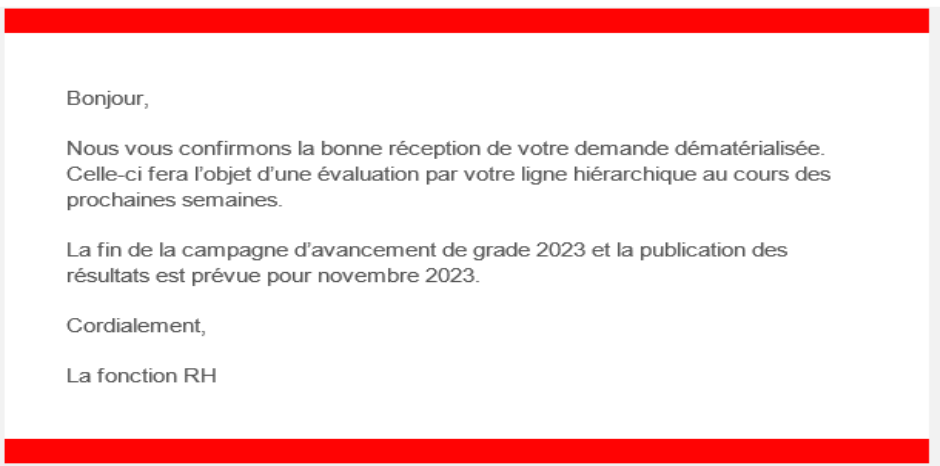 Bonjour,
Nous vous confirmons la bonne réception de votre demande dématérialisée.
Celle-ci fera l’objet d’une évaluation par votre ligne hiérarchique au cours des
prochaines semaines.
La fin de la campagne d’avancement de grade 2023 et la publication des
résultats est prévue pour novembre 2023.
Cordialement,
La fonction RH